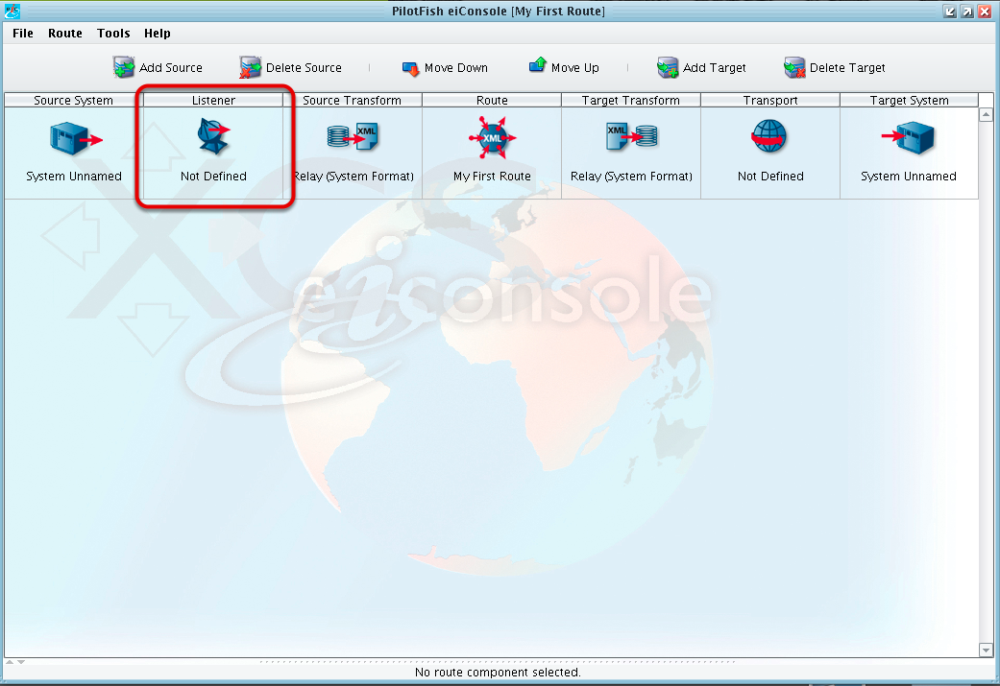 PilotFish eiConsole [My First Route]
File Route Tools Help
Add Source Delete Source Move Down Move Up Add Target Delete Target
Source System Listener Source Transform Route Target Transform Transport Target System
XML XML XML
System Unnamed Not Defined Relay (System Format) My First Route Relay (System Format) Not Defined System Unnamed
eiconsole
No route component selected.